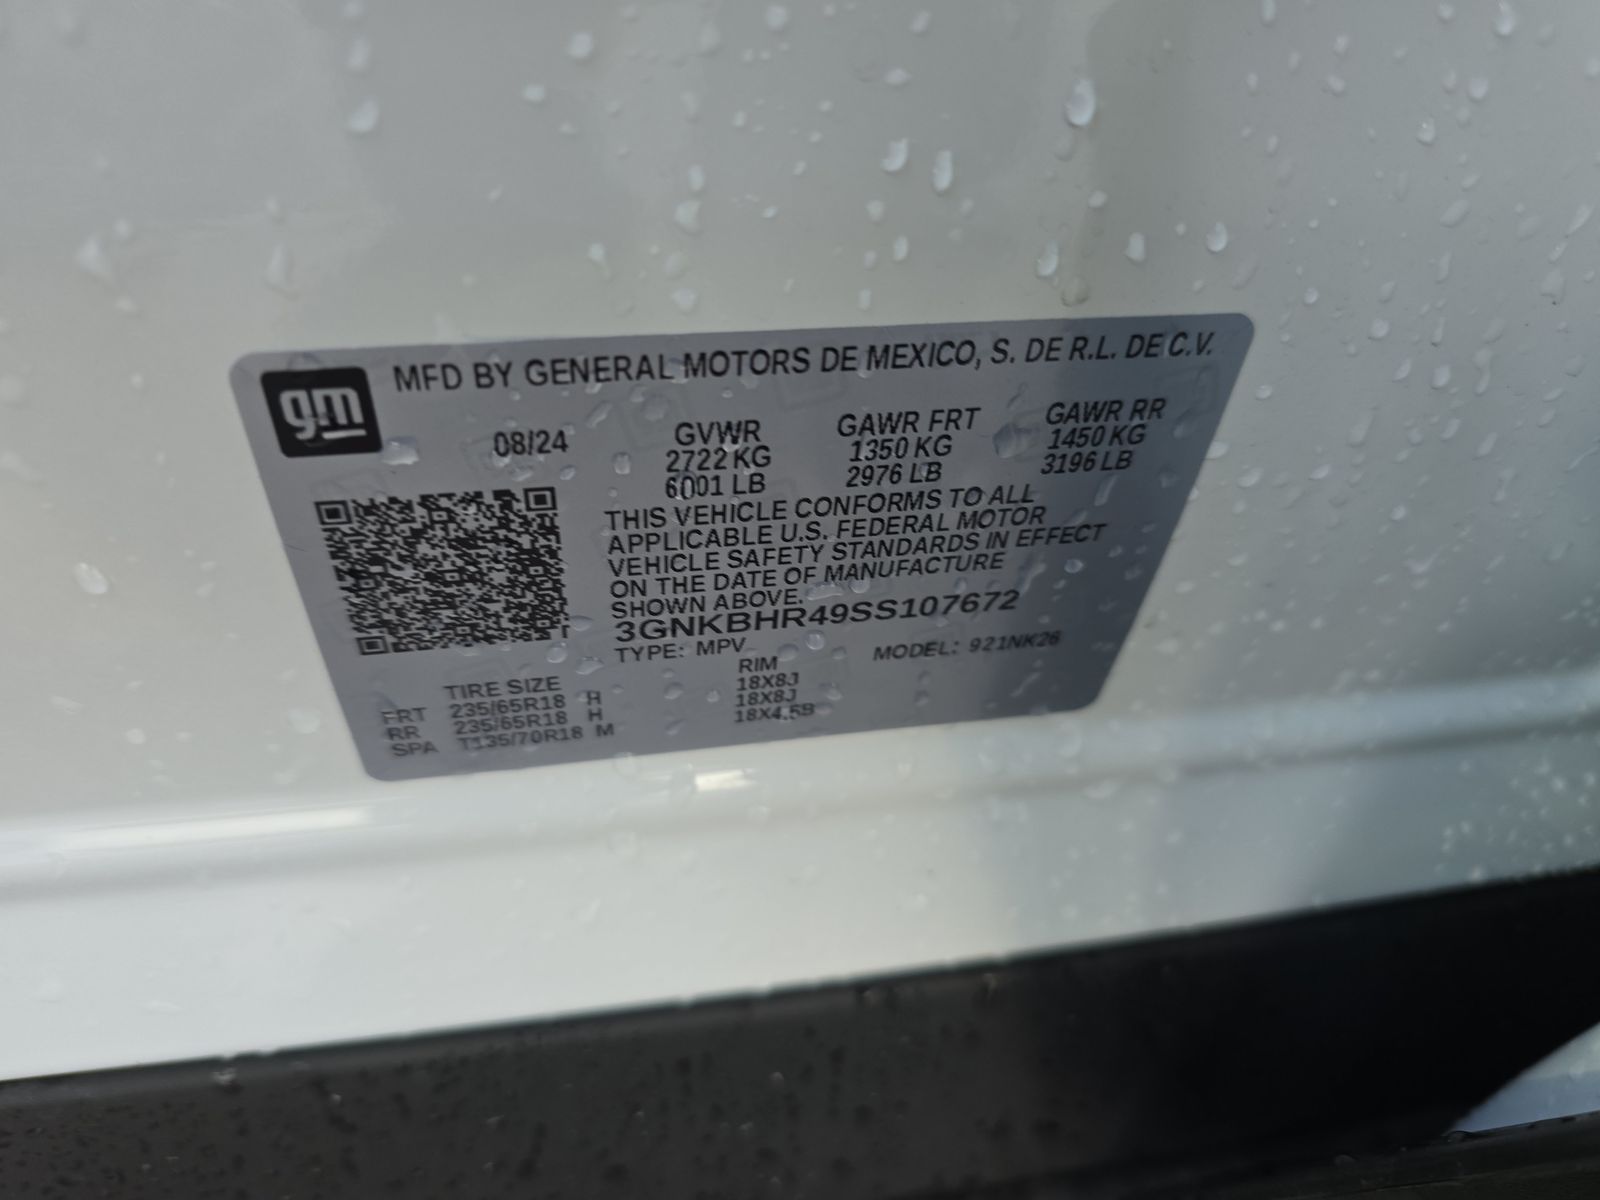 gm
MFD BY GENERAL MOTORS DE MEXICO, S. DE R.L. DE C.V.
08/24 GVWR GAWR FRT GAWR RR
2722 KG 1350 KG 1450 KG
6001 LB 2976 LB 3196 LB
THIS VEHICLE CONFORMS TO ALL
APPLICABLE U.S. FEDERAL MOTOR
VEHICLE SAFETY STANDARDS IN EFFECT
ON THE DATE OF MANUFACTURE
SHOWN ABOVE.
3GNKBHR49SS107672
TYPE: MPV MODEL: 921NK26
TIRE SIZE RIM
FRT 235/65R18 H 18X8J
RR 235/65R18 H 18X8J
SPA T135/70R18 M 18X4.5B